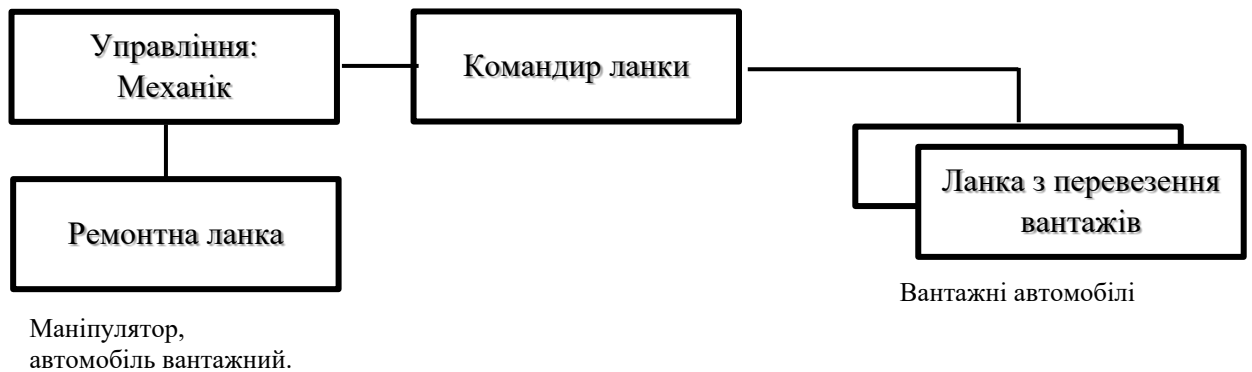 Управління:
Механік
Командир ланки
Ремонтна ланка
Ланка з перевезення
вантажів
Вантажні автомобілі
Маніпулятор,
автомобіль вантажний.